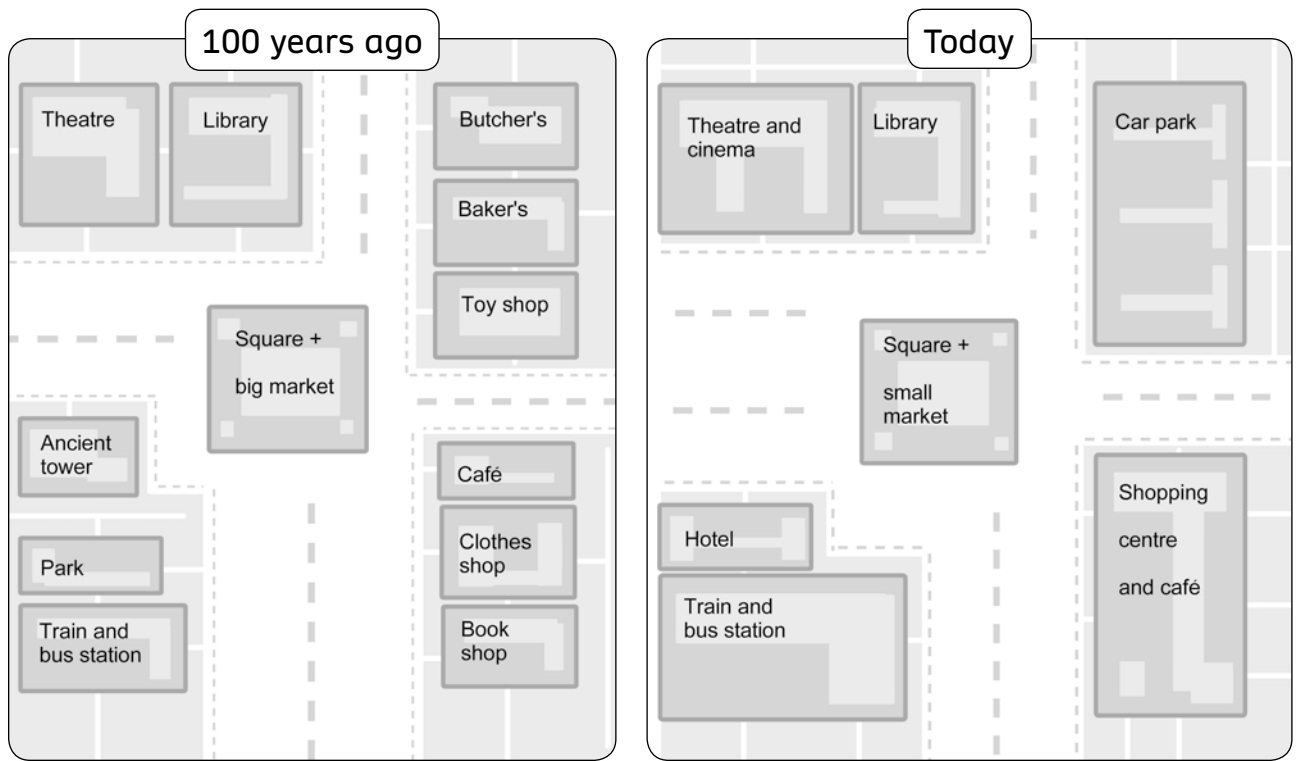 100 years ago
Theatre
Library
Butcher's
Baker's
Toy shop
Square +
big market
Ancient
tower
Park
Train and
bus station
Café
Clothes
shop
Book
shop
Today
Theatre and
cinema
Library
Car park
Square +
small
market
Hotel
Train and
bus station
Shopping
centre
and café